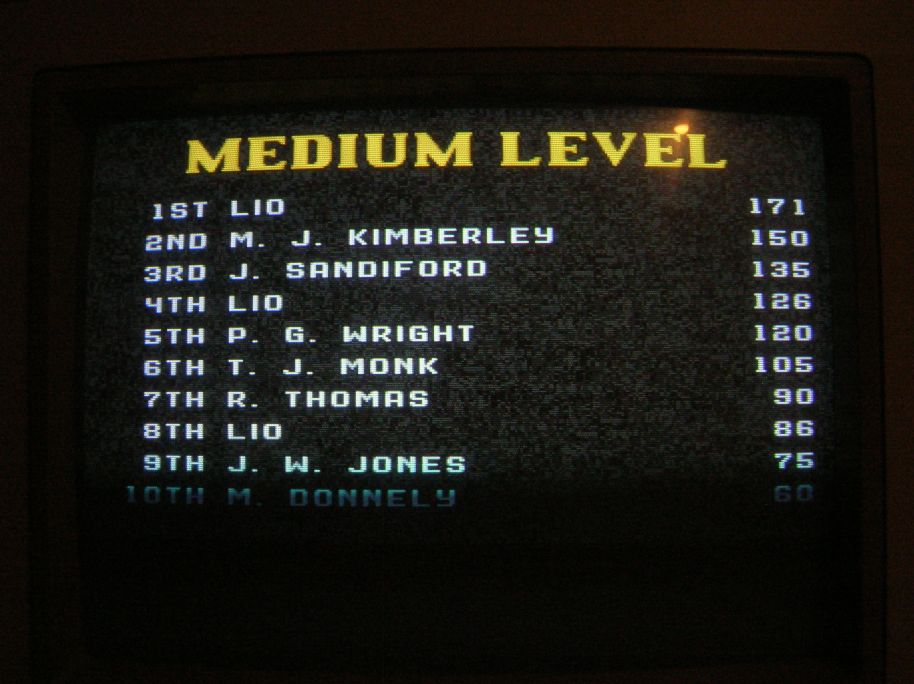 MEDIUM LEVEL
1ST LIO 171
2ND M. J. KIMBERLEY 150
3RD J. SANDIFORD 135
4TH LIO 126
5TH P. G. WRIGHT 120
6TH T. J. MONK 105
7TH R. THOMAS 90
8TH LIO 86
9TH J. W. JONES 75
10TH M. DONNELY 60